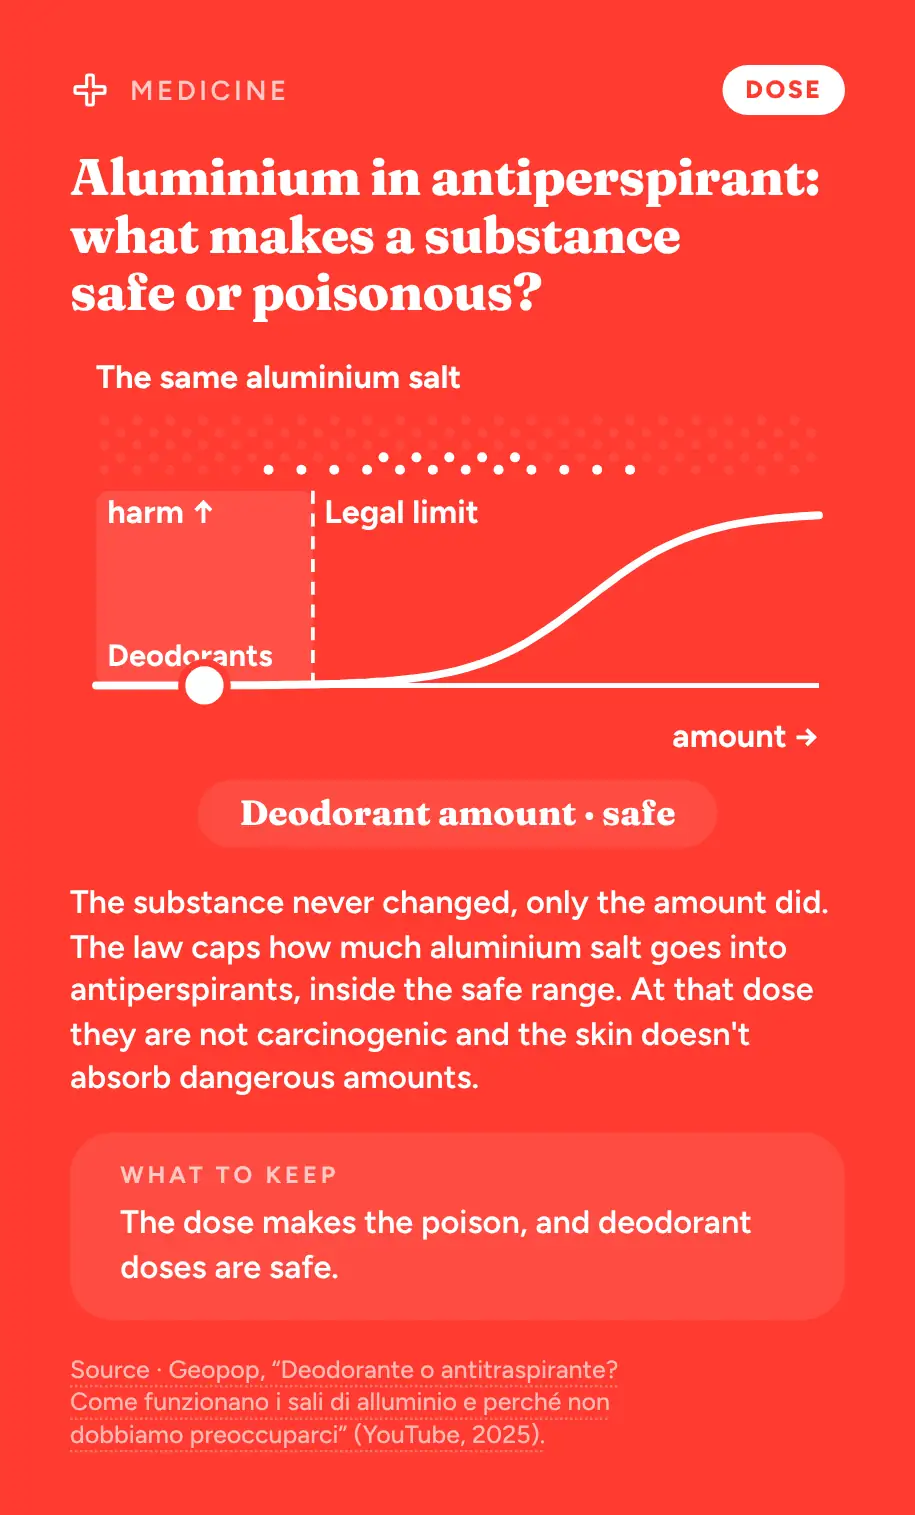 MEDICINE
DOSE
Aluminium in antiperspirant:
what makes a substance
safe or poisonous?
The same aluminium salt
harm ↑
Legal limit
Deodorants
amount →
Deodorant amount · safe
The substance never changed, only the amount did.
The law caps how much aluminium salt goes into
antiperspirants, inside the safe range. At that dose
they are not carcinogenic and the skin doesn't
absorb dangerous amounts.
WHAT TO KEEP
The dose makes the poison, and deodorant
doses are safe.
Source · Geopop, “Deodorante o antitraspirante?
Come funzionano i sali di alluminio e perché non
dobbiamo preoccuparci” (YouTube, 2025).